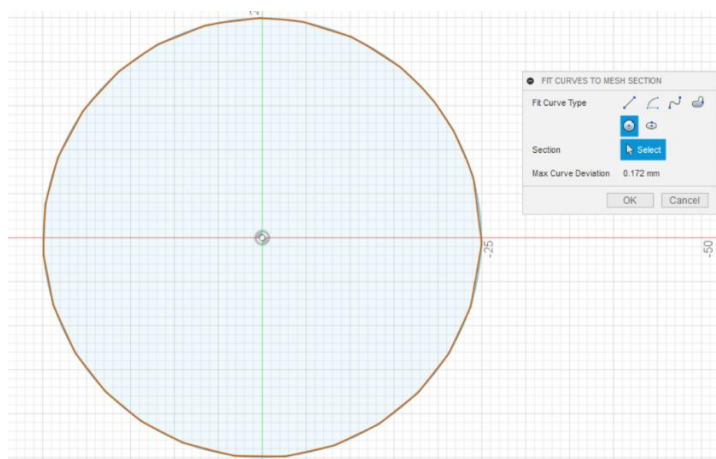 FIT CURVES TO MESH SECTION
Fit Curve Type
Section
Select
Max Curve Deviation 0.172 mm
OK Cancel
-25
-50